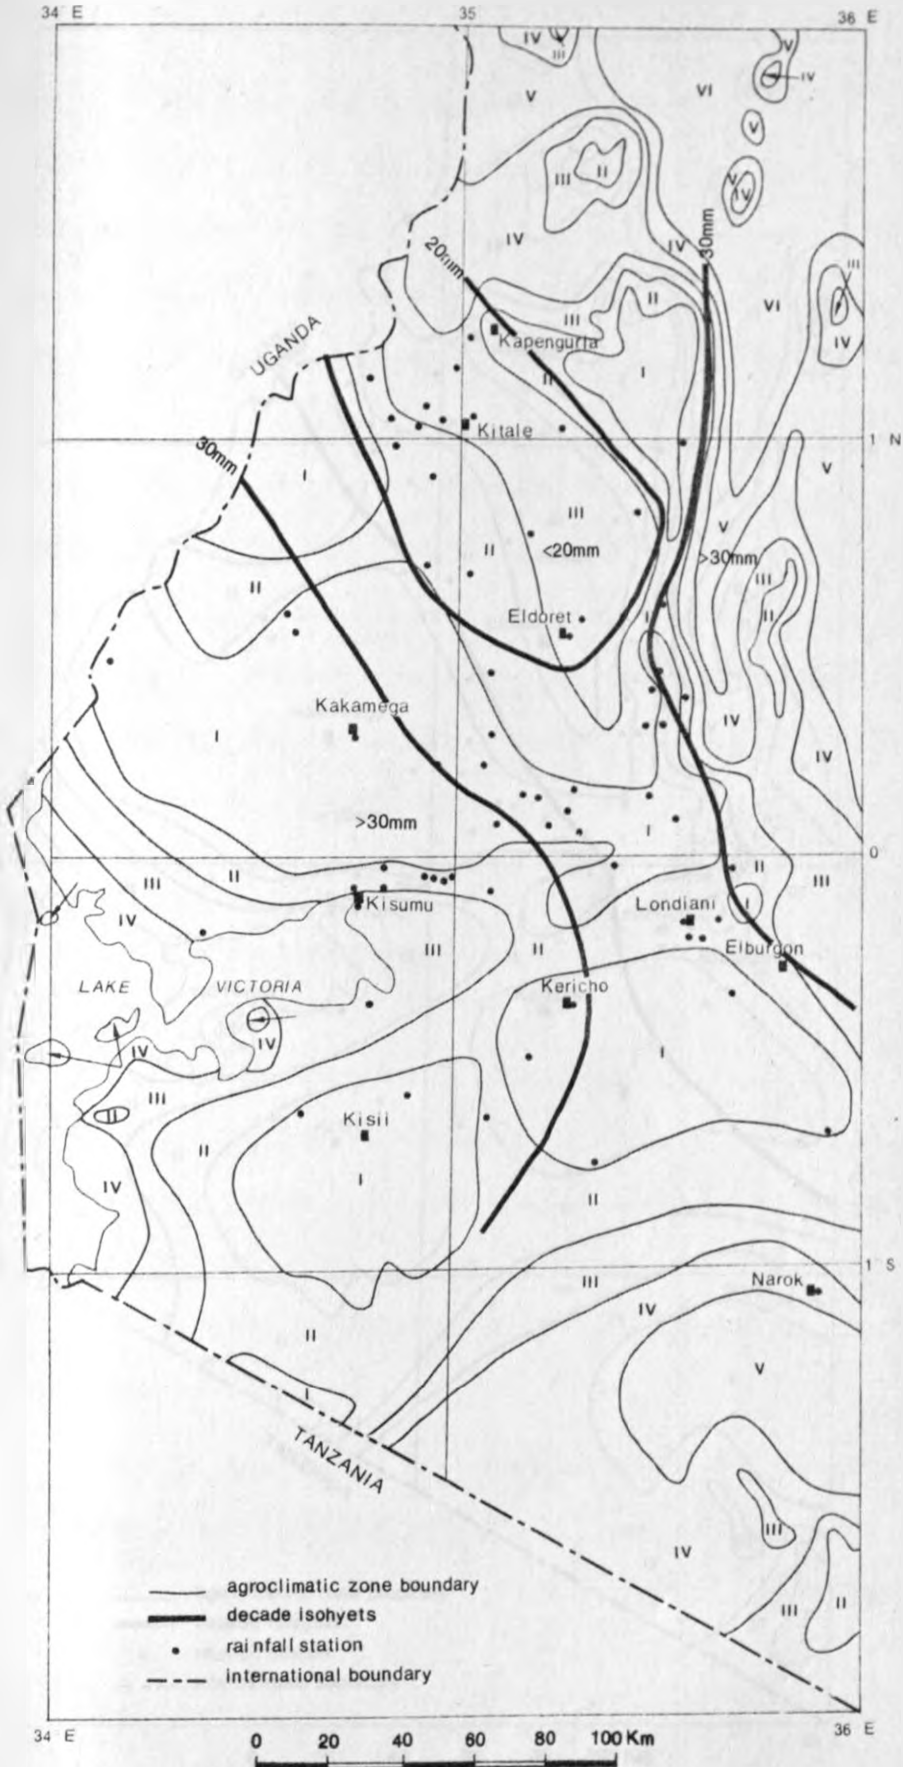 34 E 35 36 E
IV III V IV
V VI V
III II V IV
IV IV 30mm
20mm III
VI
UGANDA III II IV
Kapenguria
II I
Kitale 1 N
30mm V
I III V
II <20mm >30mm III
II Eldoret I II
Kakamega
I IV IV
>30mm I
0
III II II III
IV Kisumu Londiani I
III II Elburgon
LAKE VICTORIA Kericho
IV IV I
III
II Kisii
II
IV I II
1 S
III Narok
IV
II
V
I
TANZANIA
III
IV
III II
agroclimatic zone boundary
decade isohyets
rainfall station
international boundary
34 E 36 E
0 20 40 60 80 100 Km